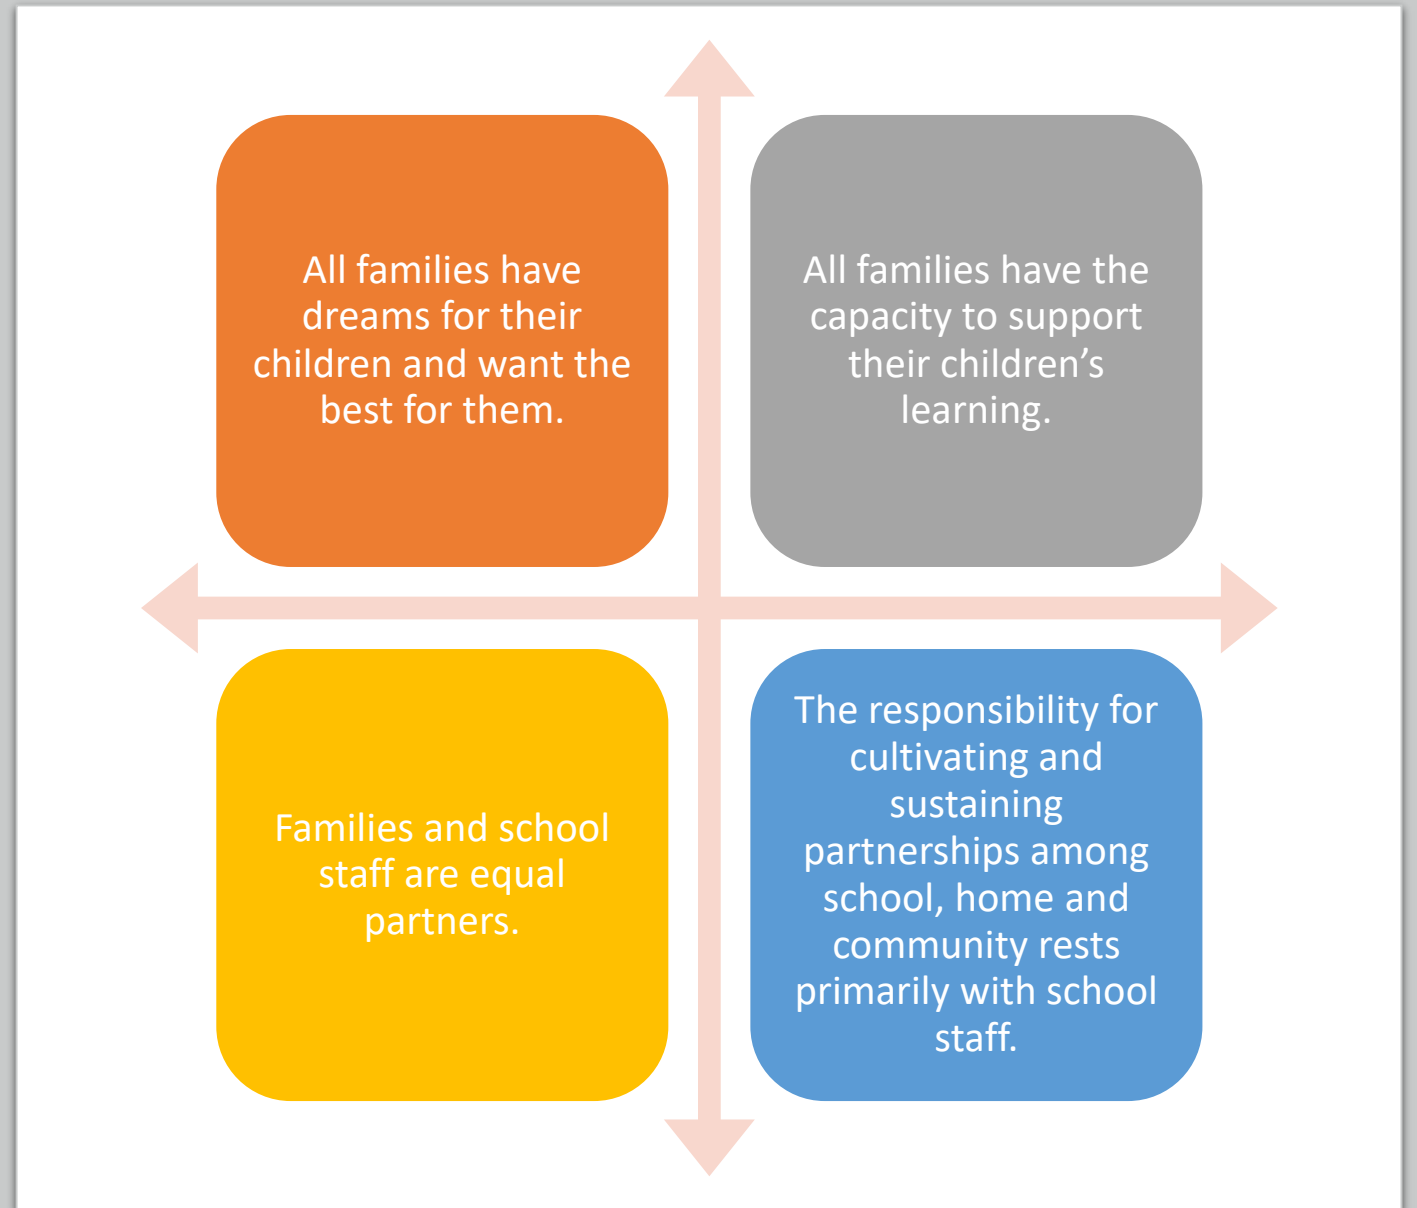 All families have
dreams for their
children and want the
best for them.
All families have the
capacity to support
their children’s
learning.
Families and school
staff are equal
partners.
The responsibility for
cultivating and
sustaining
partnerships among
school, home and
community rests
primarily with school
staff.